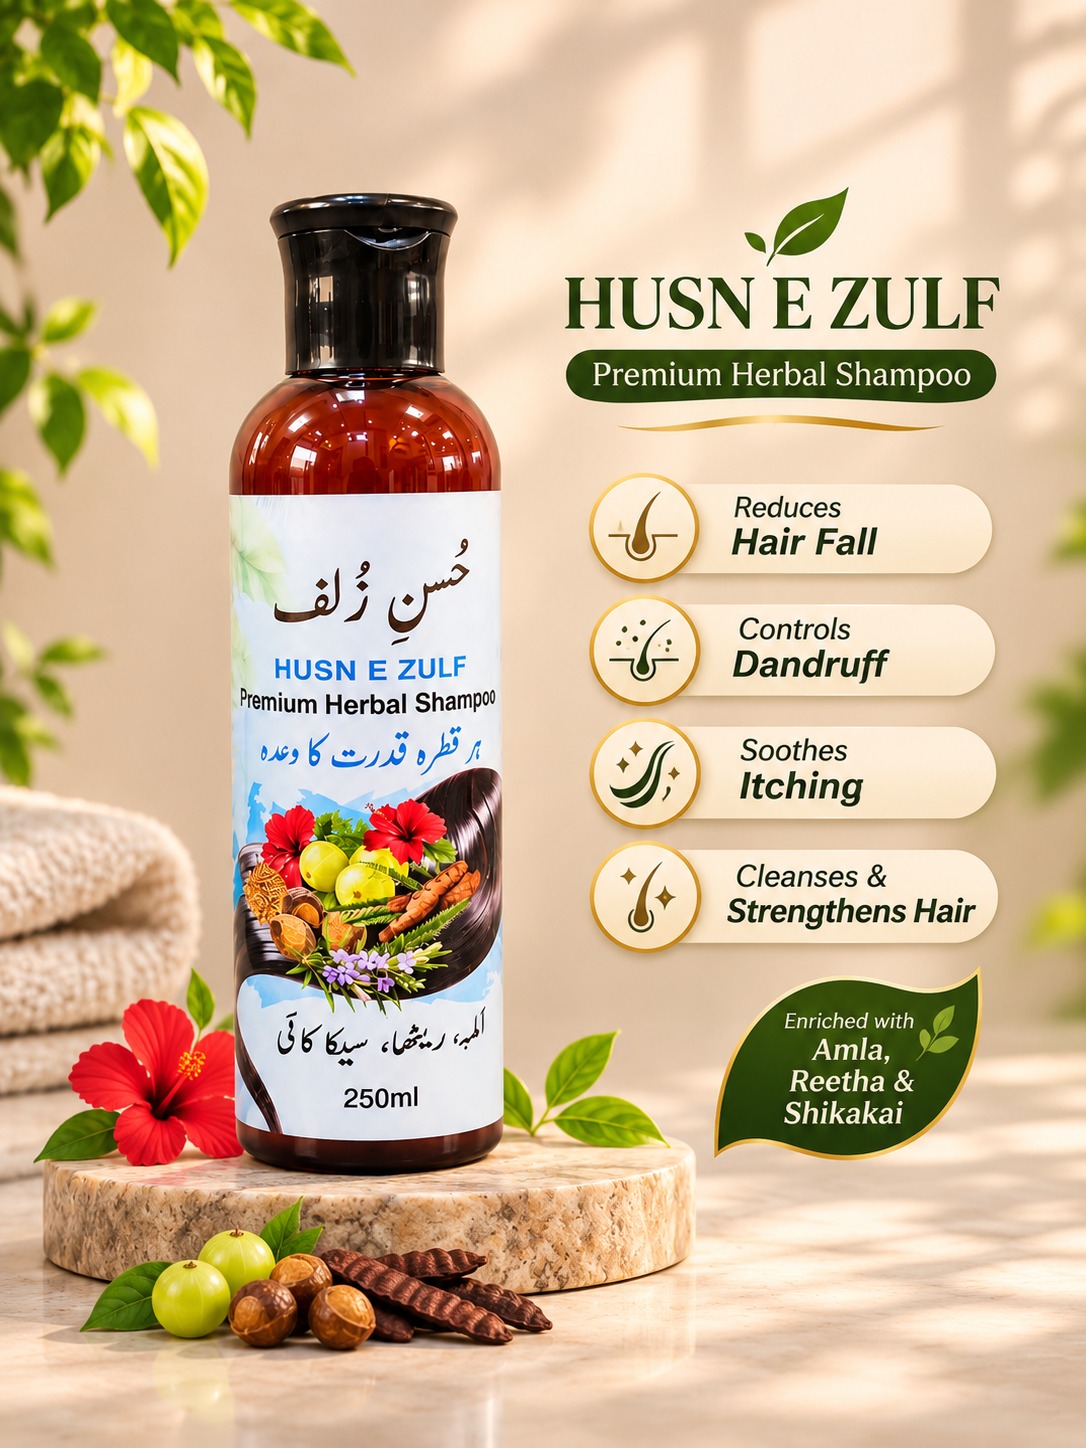 حُسنِ زُلف
HUSN E ZULF
Premium Herbal Shampoo
ہر قطرہ قدرت کا وعدہ
آملہ، ریٹھا، سیکا کائی
250ml
HUSN E ZULF
Premium Herbal Shampoo
Reduces
Hair Fall
Controls
Dandruff
Soothes
Itching
Cleanses &
Strengthens Hair
Enriched with
Amla,
Reetha &
Shikakai